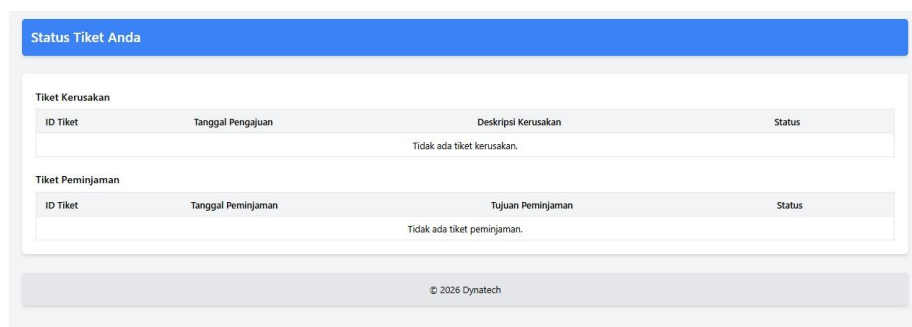 Status Tiket Anda
Tiket Kerusakan
ID Tiket Tanggal Pengajuan Deskripsi Kerusakan Status
Tidak ada tiket kerusakan.
Tiket Peminjaman
ID Tiket Tanggal Peminjaman Tujuan Peminjaman Status
Tidak ada tiket peminjaman.
© 2026 Dynatech